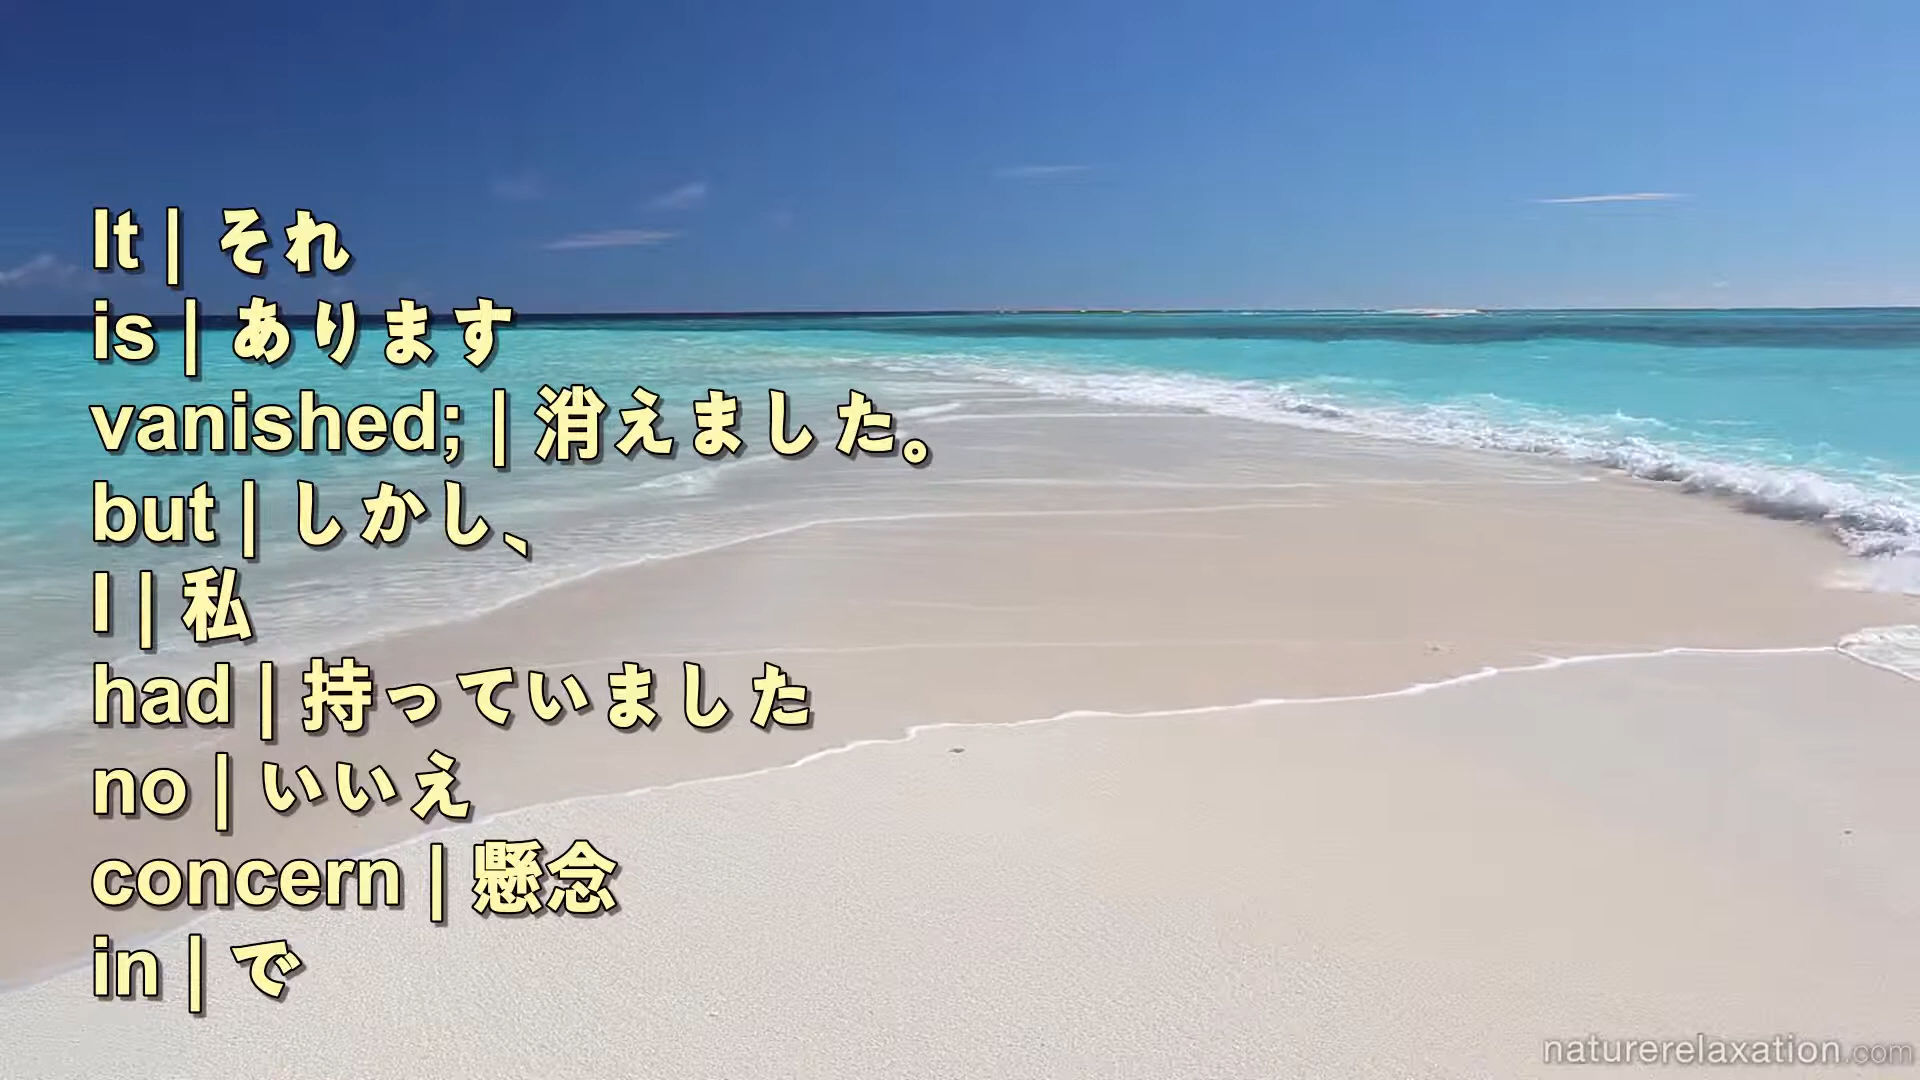 It | それ
is | あります
vanished; | 消えました。
but | しかし、
I | 私
had | 持っていました
no | いいえ
concern | 懸念
in | で
naturerelaxation.com